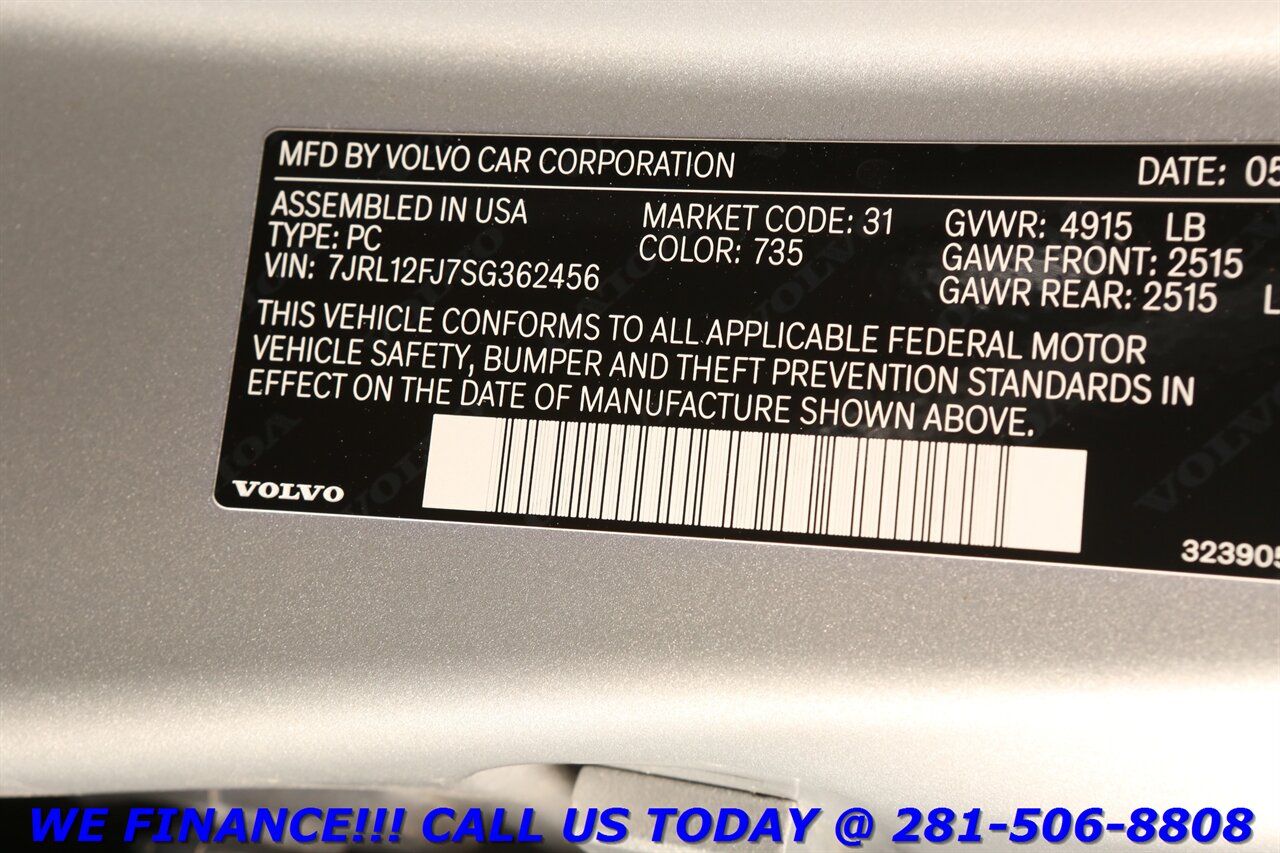 MFD BY VOLVO CAR CORPORATION DATE: 05
ASSEMBLED IN USA MARKET CODE: 31 GVWR: 4915 LB
TYPE: PC COLOR: 735 GAWR FRONT: 2515
VIN: 7JRL12FJ7SG362456 GAWR REAR: 2515 L
THIS VEHICLE CONFORMS TO ALL APPLICABLE FEDERAL MOTOR
VEHICLE SAFETY, BUMPER AND THEFT PREVENTION STANDARDS IN
EFFECT ON THE DATE OF MANUFACTURE SHOWN ABOVE.
VOLVO
323905
WE FINANCE!!! CALL US TODAY @ 281-506-8808